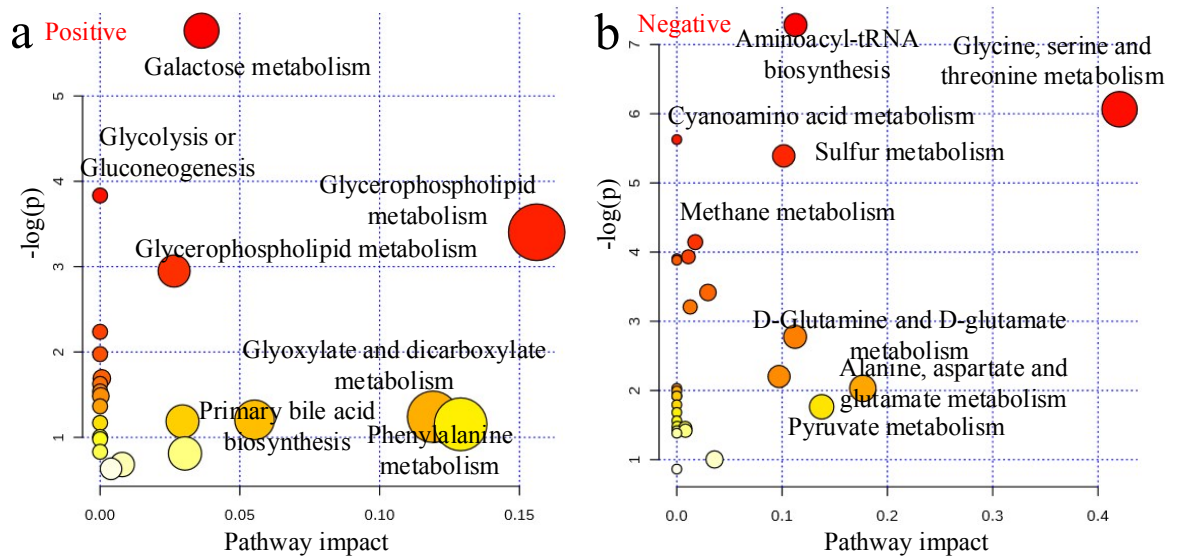 a
Positive
Galactose metabolism
Glycolysis or
Gluconeogenesis
Glycerophospholipid
metabolism
Glycerophospholipid metabolism
Glyoxylate and dicarboxylate
metabolism
Primary bile acid
biosynthesis
Phenylalanine
metabolism
-log(p)
5
4
3
2
1
0.00 0.05 0.10 0.15
Pathway impact
b
Negative
Aminoacyl-tRNA
biosynthesis
Glycine, serine and
threonine metabolism
Cyanoamino acid metabolism
Sulfur metabolism
Methane metabolism
D-Glutamine and D-glutamate
metabolism
Alanine, aspartate and
glutamate metabolism
Pyruvate metabolism
-log(p)
7
6
5
4
3
2
1
0.0 0.1 0.2 0.3 0.4
Pathway impact